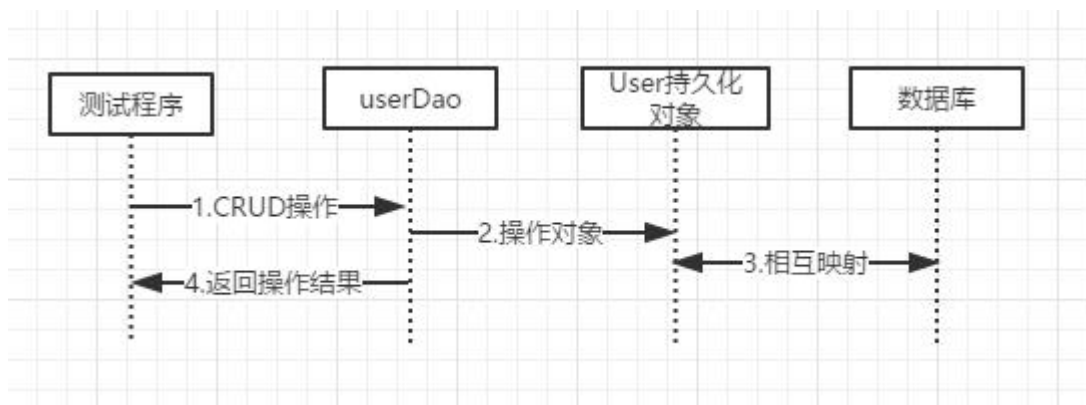 测试程序
userDao
User持久化
对象
数据库
1.CRUD操作
2.操作对象
3.相互映射
4.返回操作结果